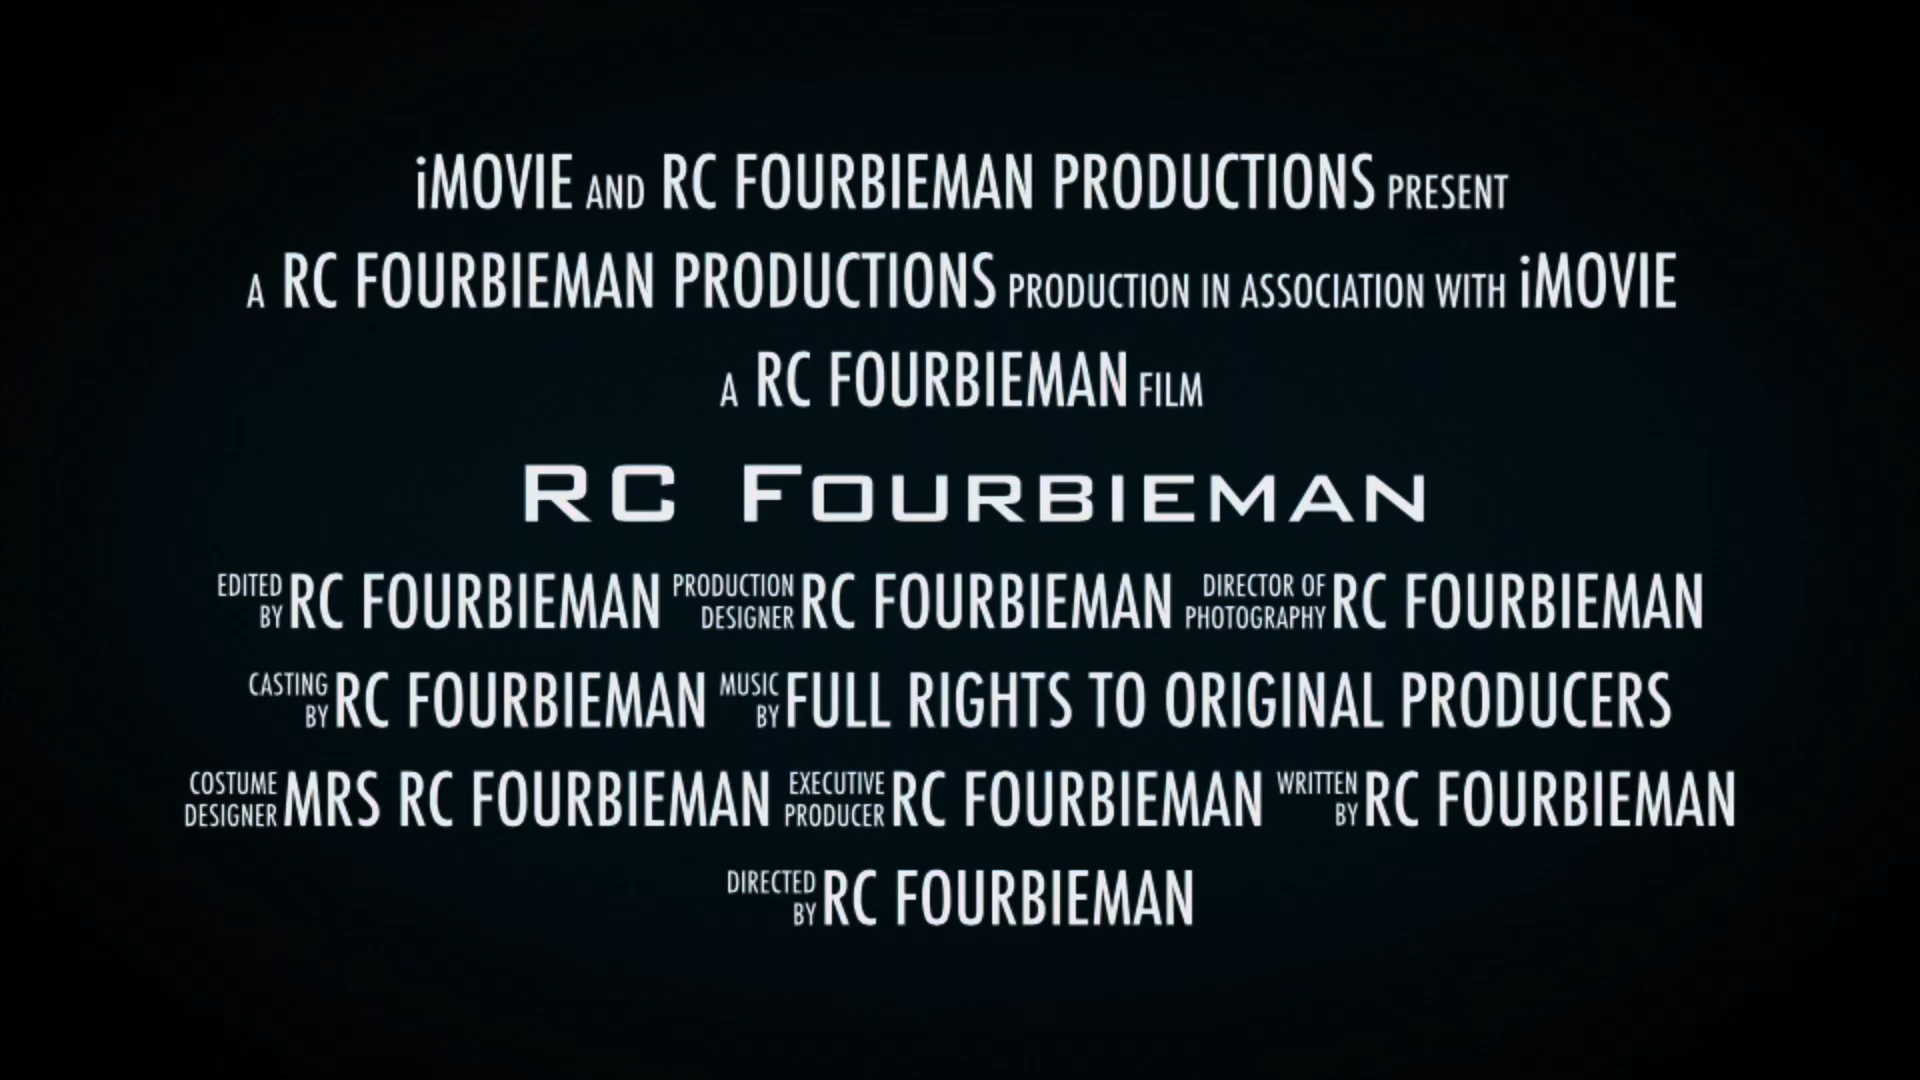 iMOVIE AND RC FOURBIEMAN PRODUCTIONS PRESENT
A RC FOURBIEMAN PRODUCTIONS PRODUCTION IN ASSOCIATION WITH iMOVIE
A RC FOURBIEMAN FILM
RC FOURBIEMAN
EDITED BY RC FOURBIEMAN PRODUCTION DESIGNER RC FOURBIEMAN DIRECTOR OF PHOTOGRAPHY RC FOURBIEMAN
CASTING BY RC FOURBIEMAN MUSIC BY FULL RIGHTS TO ORIGINAL PRODUCERS
COSTUME DESIGNER MRS RC FOURBIEMAN EXECUTIVE PRODUCER RC FOURBIEMAN WRITTEN BY RC FOURBIEMAN
DIRECTED BY RC FOURBIEMAN